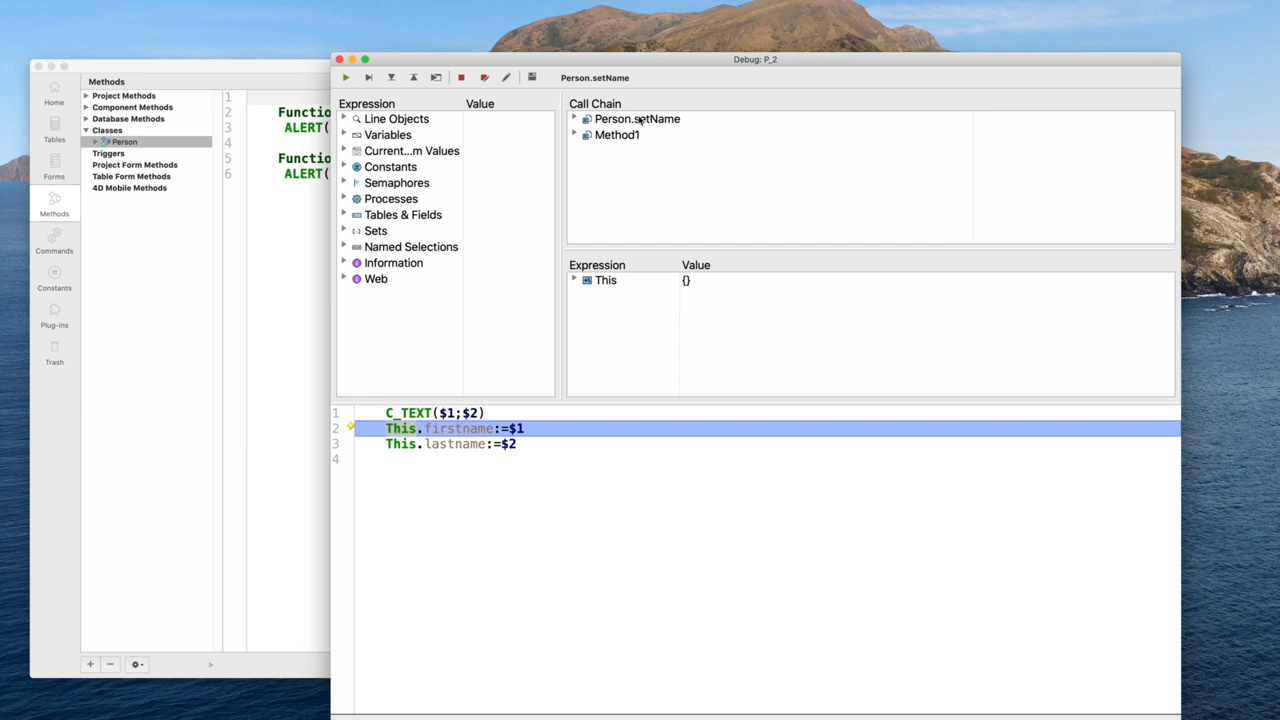 Debug: P_2
Person.setName
Methods
Home
Tables
Forms
Methods
Commands
Constants
Plug-ins
Trash
Project Methods
Component Methods
Database Methods
Classes
Person
Triggers
Project Form Methods
Table Form Methods
4D Mobile Methods
1
2 Functio
3 ALERT(
4
5 Functio
6 ALERT(
Expression Value
Line Objects
Variables
Current...m Values
Constants
Semaphores
Processes
Tables & Fields
Sets
Named Selections
Information
Web
Call Chain
Person.setName
Method1
Expression Value
This {}
1 C_TEXT($1;$2)
2 This.firstname:=$1
3 This.lastname:=$2
4